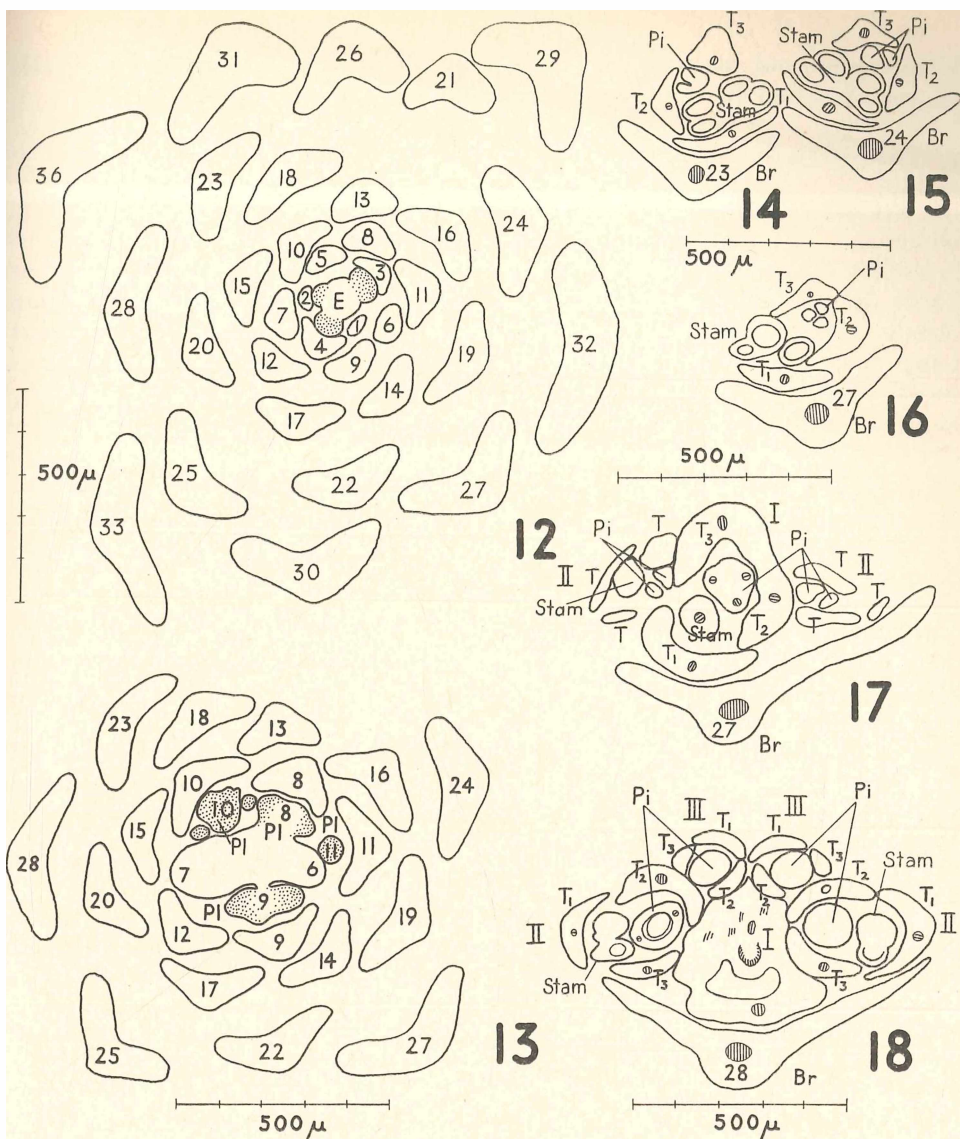 31
26
21
29
36
23
18
13
24
16
10
5
8
3
15
2
E
11
28
7
1
6
32
20
4
12
9
19
14
17
500 μ
25
22
27
33
30
12
T3
Pi
T2
Stam
T1
23
Br
14
T3
Stam
Pi
T2
24
Br
15
500 μ
Pi
T3
T2
Stam
T1
27
Br
16
500 μ
I
T
Pi
T3
Pi
T
II
T
II
Stam
T
T
T
Stam
T2
T1
27
Br
17
23
18
13
24
10
8
16
10
8
15
Pl
Pl
Pl
11
11
28
7
6
20
Pl
9
19
12
9
14
17
25
22
27
13
500 μ
Pi
III
III
Pi
T1
T1
T3
T3
Stam
T2
T2
T2
T2
T1
T1
II
I
II
Stam
T3
T3
28
Br
18
500 μ